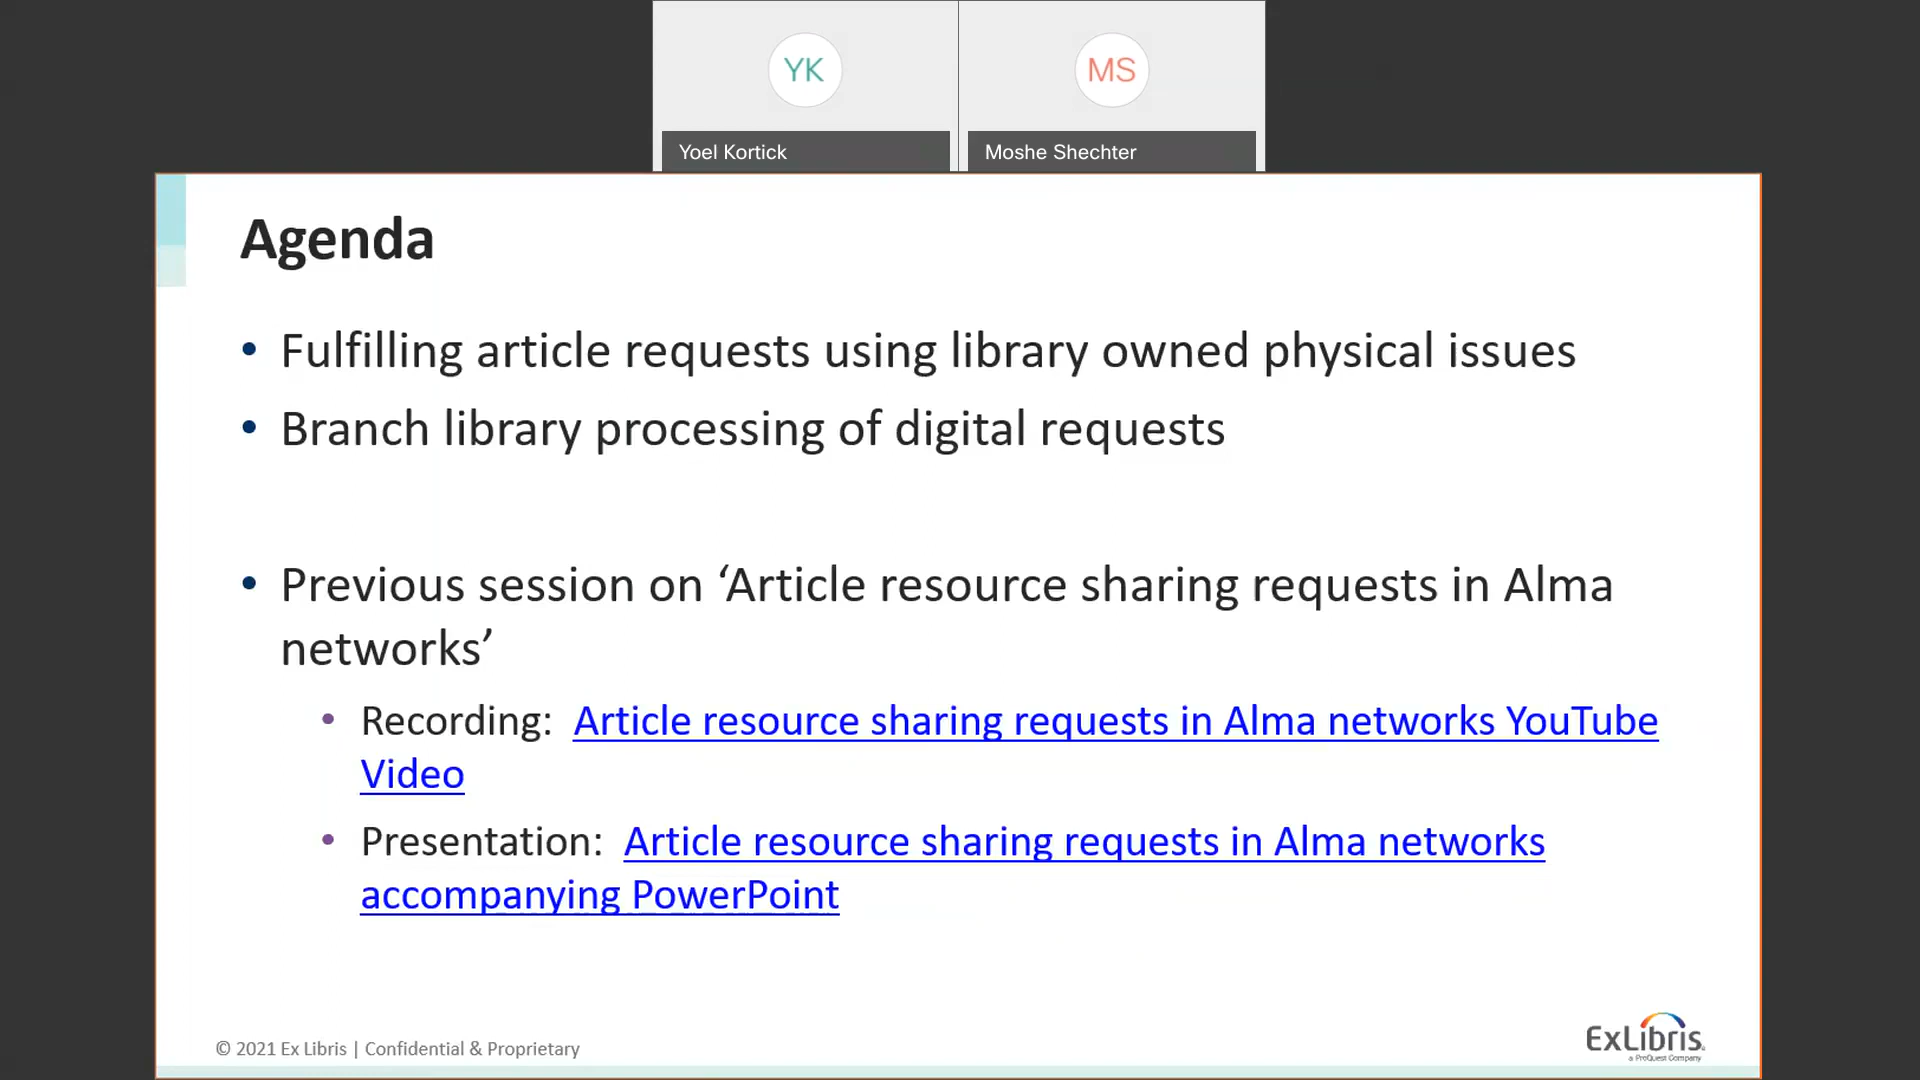 YK
MS
Yoel Kortick
Moshe Shechter
Agenda
• Fulfilling article requests using library owned physical issues
• Branch library processing of digital requests
• Previous session on ‘Article resource sharing requests in Alma
networks’
• Recording: Article resource sharing requests in Alma networks YouTube
Video
• Presentation: Article resource sharing requests in Alma networks
accompanying PowerPoint
© 2021 Ex Libris | Confidential & Proprietary
ExLibris
a ProQuest Company